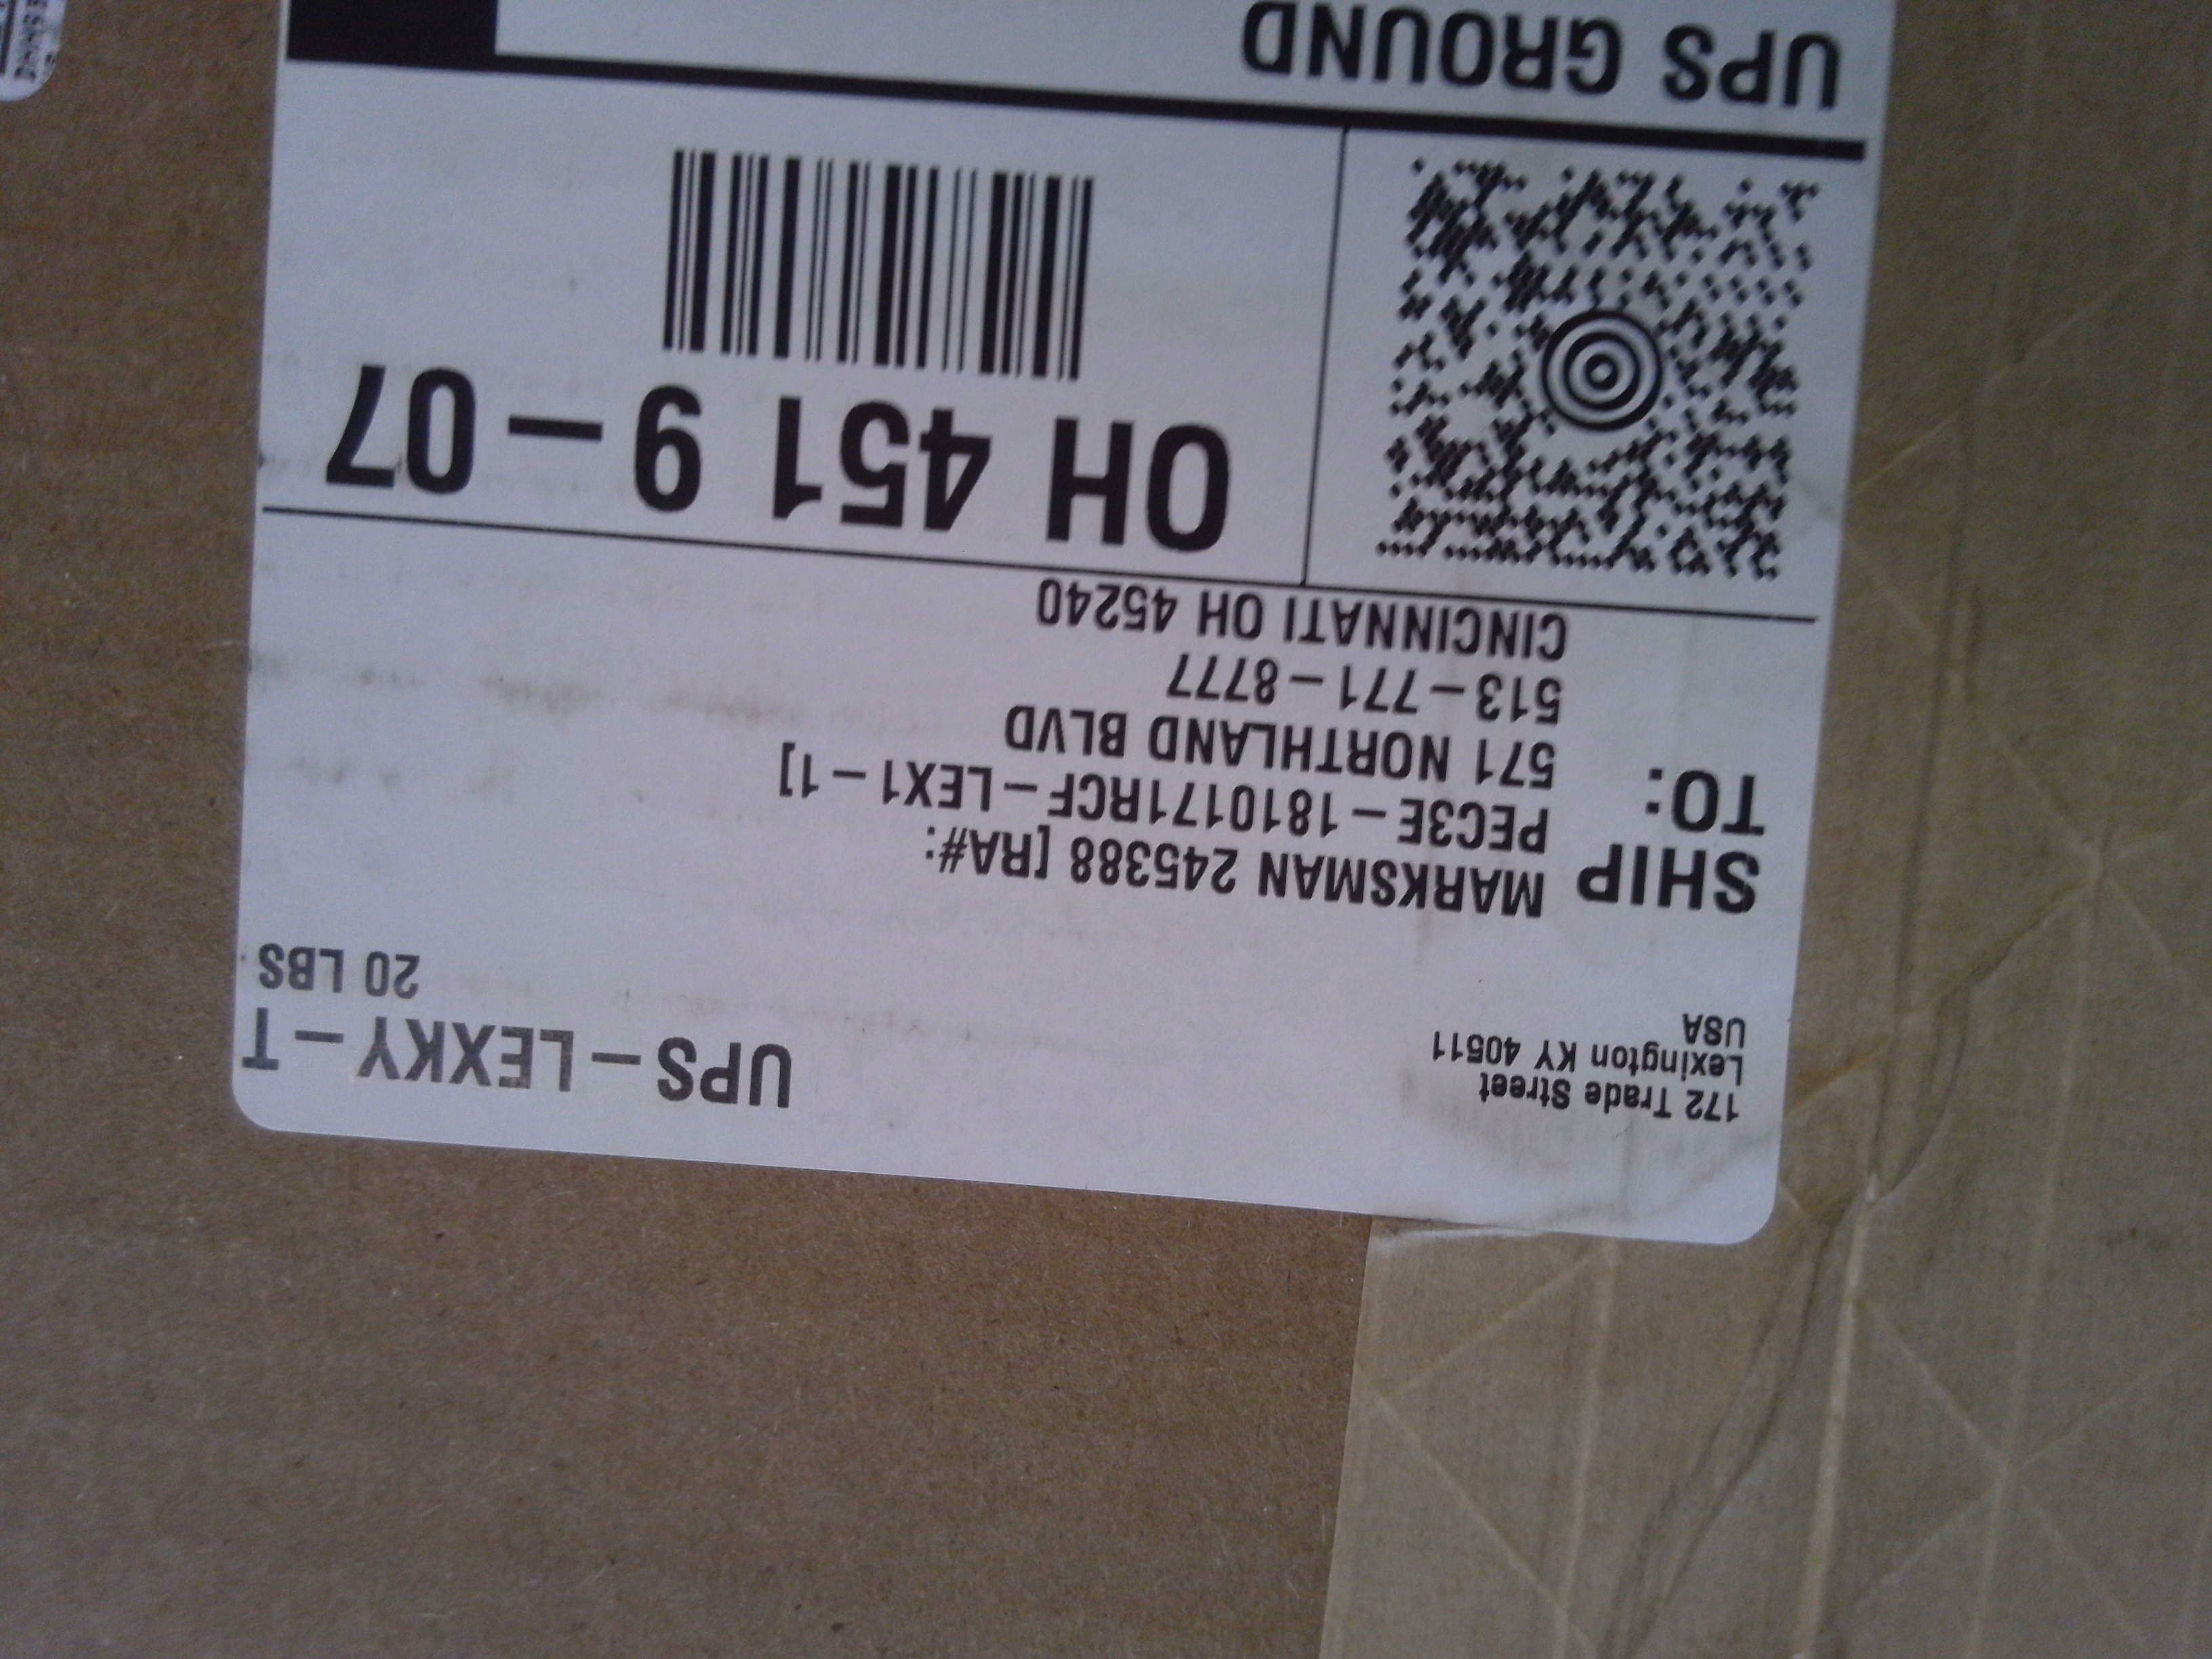 172 Trade Street
Lexington KY 40511
USA
UPS-LEXKY-T
20 LBS
SHIP
TO:
MARKSMAN 245388 [RA#:
PEC3E-1810171RCF-LEX1-1]
571 NORTHLAND BLVD
513-771-8777
CINCINNATI OH 45240
OH 451 9-07
UPS GROUND